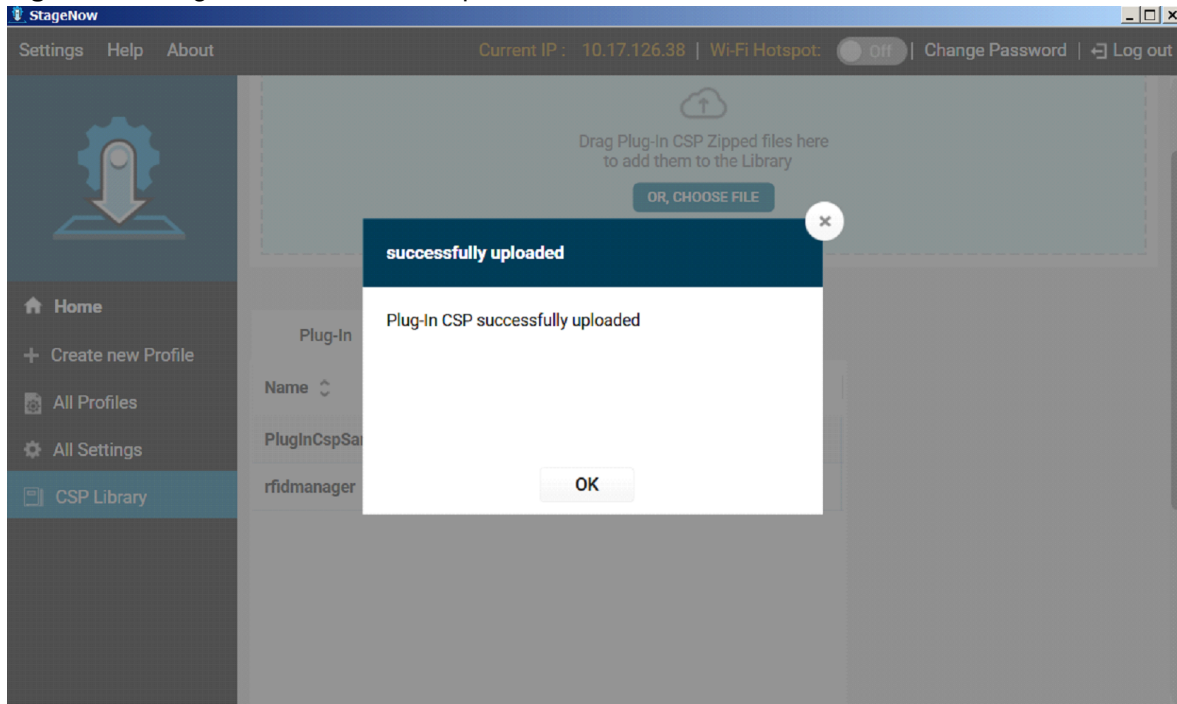 StageNow
Settings Help About Current IP : 10.17.126.38 | Wi-Fi Hotspot: Off | Change Password | Log out
Drag Plug-In CSP Zipped files here
to add them to the Library
OR, CHOOSE FILE
successfully uploaded
Plug-In CSP successfully uploaded
OK
Home
Create new Profile
All Profiles
All Settings
CSP Library
Plug-In
Name
PlugInCspSa
rfidmanager